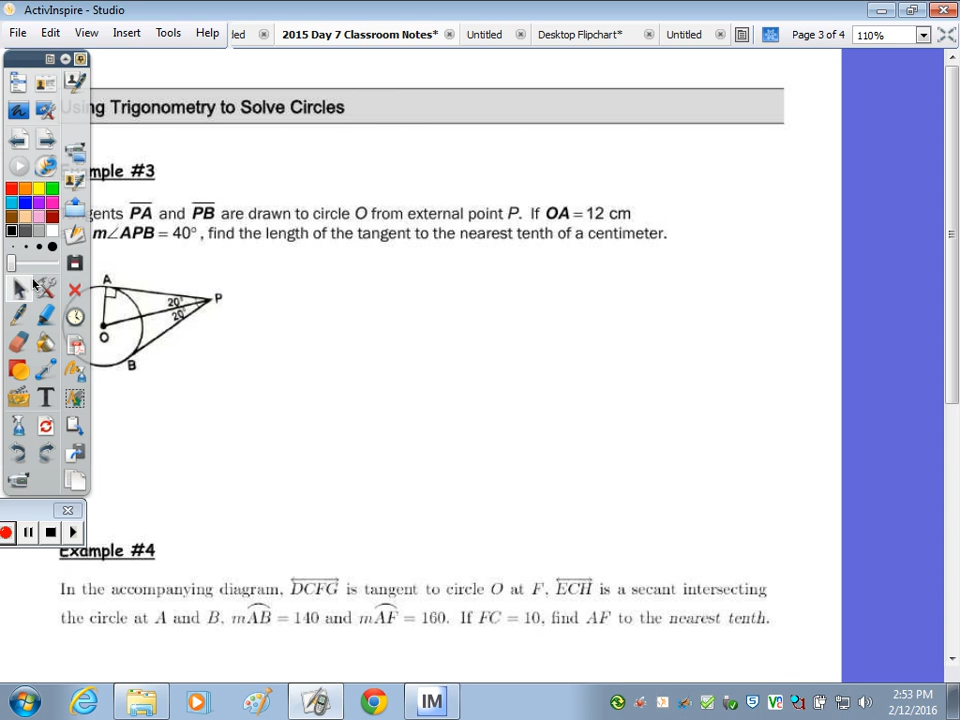 ActivInspire - Studio
File Edit View Insert Tools Help
led 2015 Day 7 Classroom Notes* Untitled Desktop Flipchart* Untitled Page 3 of 4 110%
Using Trigonometry to Solve Circles
mple #3
gents PA and PB are drawn to circle O from external point P. If OA = 12 cm
m∠APB = 40°, find the length of the tangent to the nearest tenth of a centimeter.
A
20°
P
20°
O
B
T
Example #4
In the accompanying diagram, DCFG is tangent to circle O at F, ECH is a secant intersecting
the circle at A and B, mAB = 140 and mAF = 160. If FC = 10, find AF to the nearest tenth.
IM
2:53 PM
2/12/2016